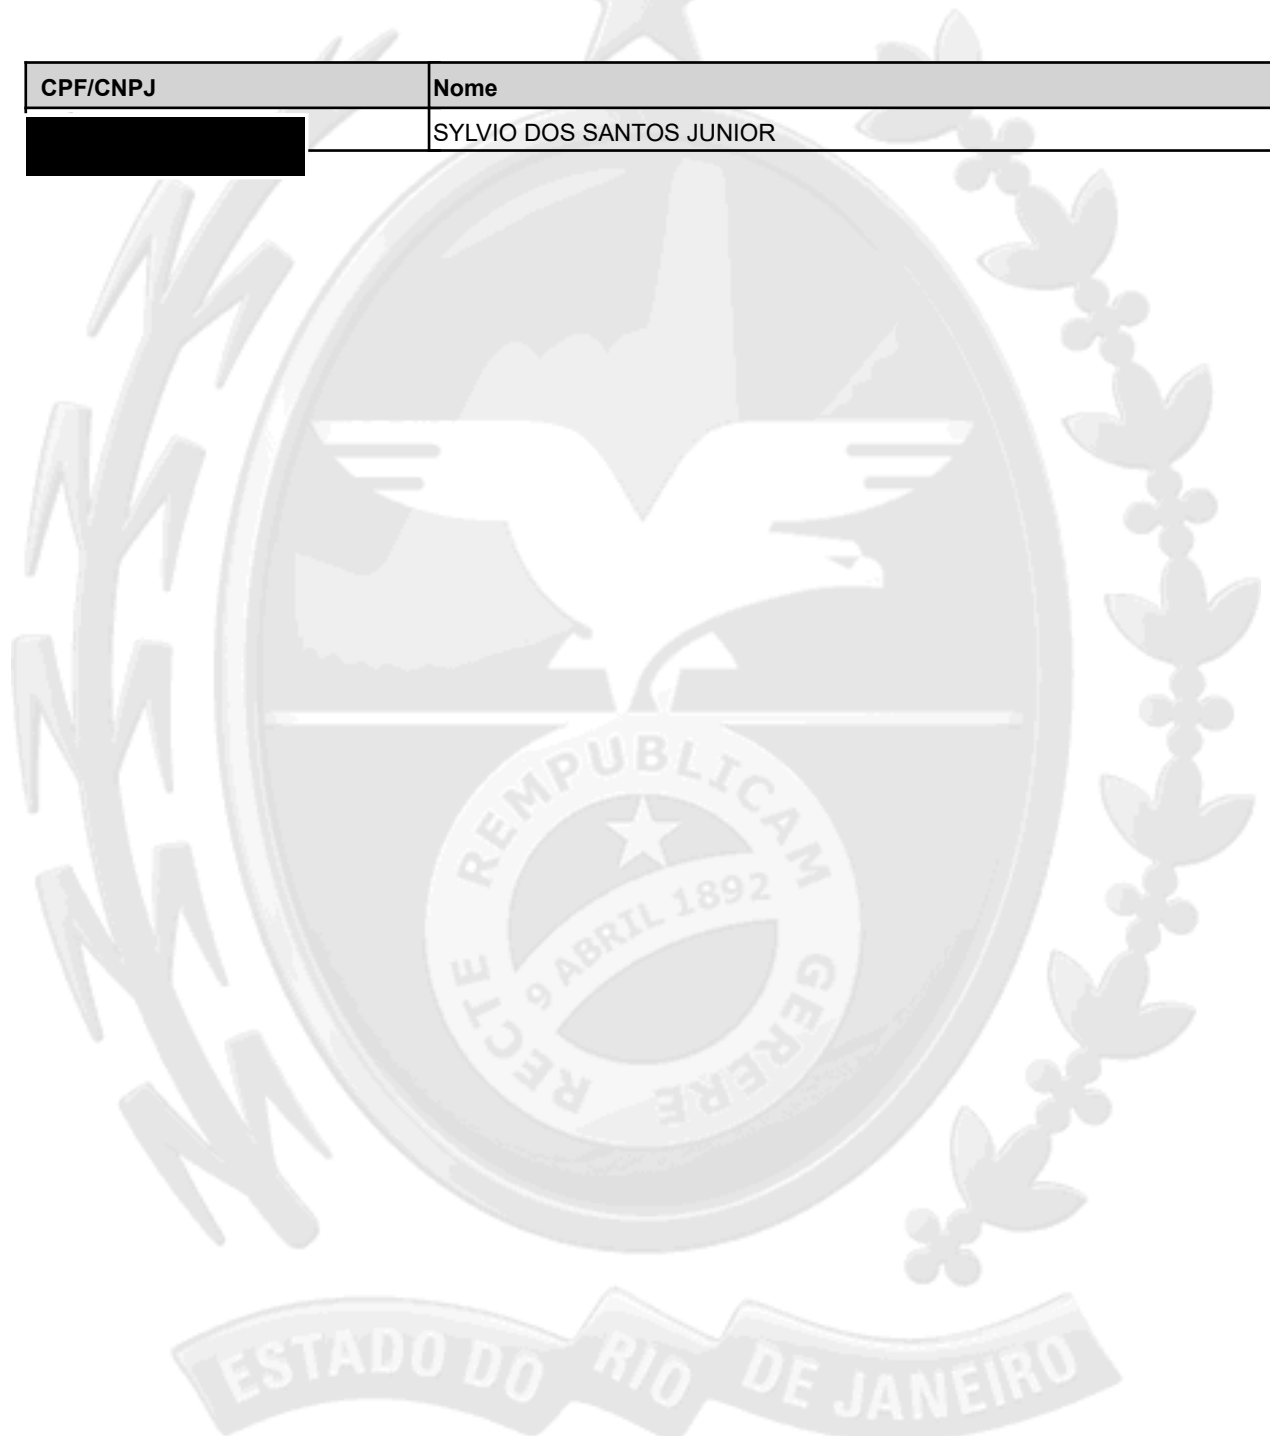 CPF/CNPJ Nome
SYLVIO DOS SANTOS JUNIOR
REMPUBLICAM
9 ABRIL 1892
RECTE GERERE
ESTADO DO RIO DE JANEIRO